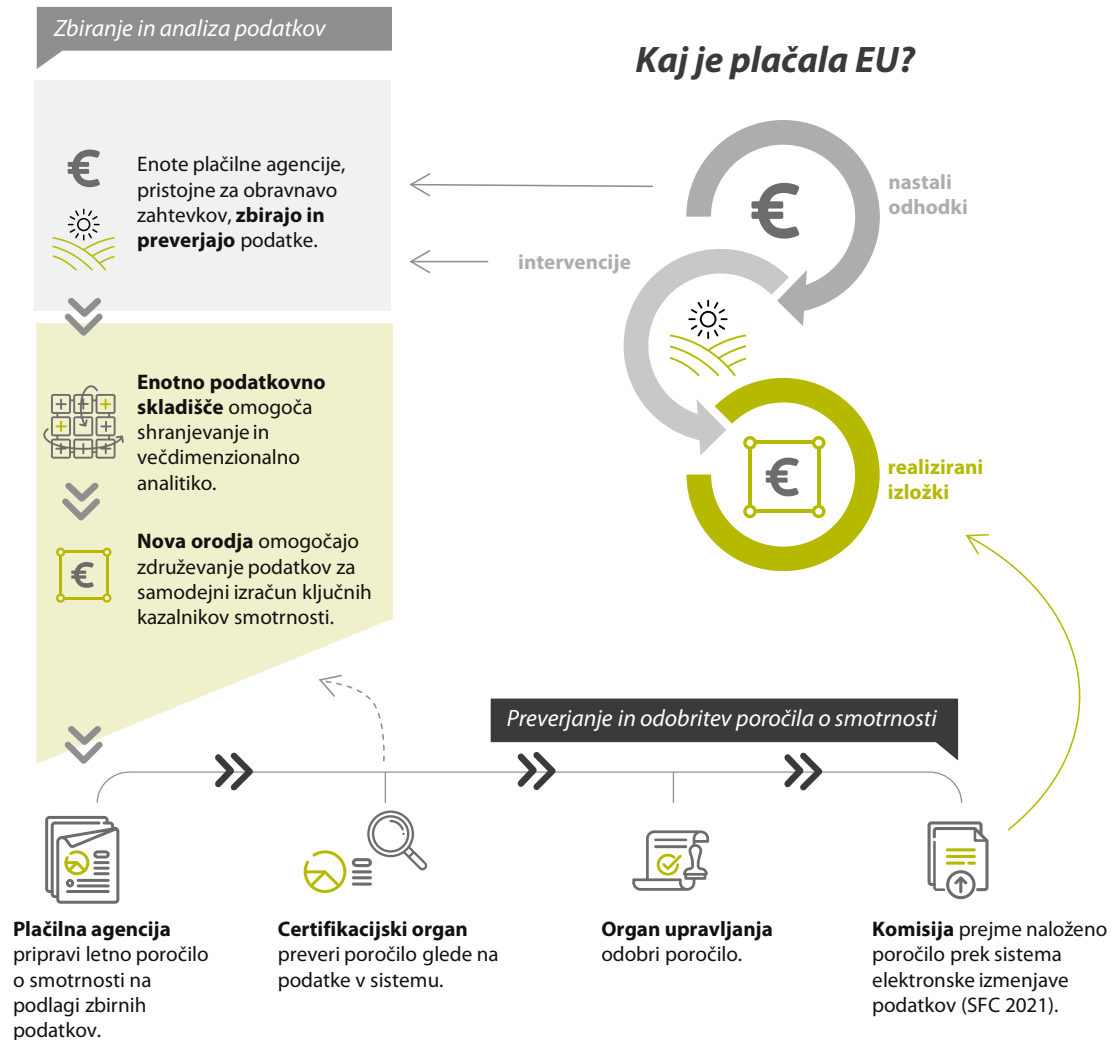 Zbiranje in analiza podatkov
Kaj je plačala EU?
Enote plačilne agencije,
pristojne za obravnavo
zahtevkov, zbirajo in
preverjajo podatke.
nastali
odhodki
intervencije
Enotno podatkovno
skladišče omogoča
shranjevanje in
večdimenzionalno
analitiko.
realizirani
izložki
Nova orodja omogočajo
združevanje podatkov za
samodejni izračun ključnih
kazalnikov smotrnosti.
Preverjanje in odobritev poročila o smotrnosti
Plačilna agencija
pripravi letno poročilo
o smotrnosti na
podlagi zbirnih
podatkov.
Certifikacijski organ
preveri poročilo glede na
podatke v sistemu.
Organ upravljanja
odobri poročilo.
Komisija prejme naloženo
poročilo prek sistema
elektronske izmenjave
podatkov (SFC 2021).